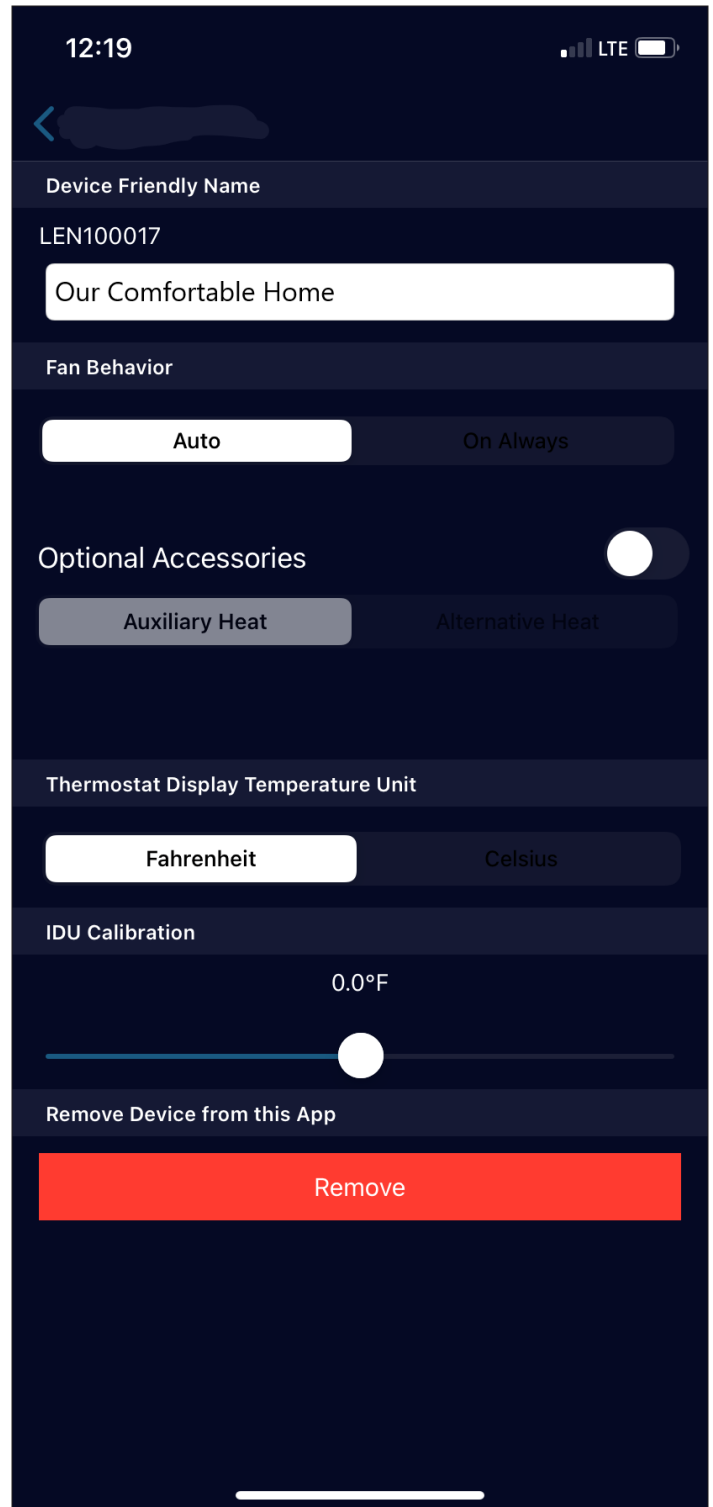 12:19 LTE
Device Friendly Name
LEN100017
Our Comfortable Home
Fan Behavior
Auto On Always
Optional Accessories
Auxiliary Heat Alternative Heat
Thermostat Display Temperature Unit
Fahrenheit Celsius
IDU Calibration
0.0°F
Remove Device from this App
Remove